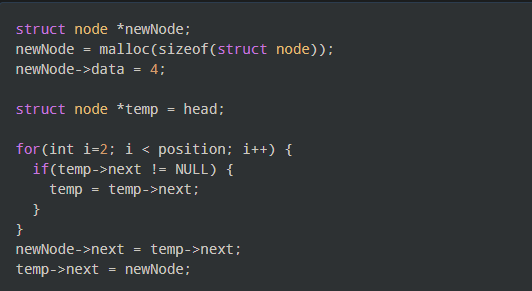 struct node *newNode;
newNode = malloc(sizeof(struct node));
newNode->data = 4;

struct node *temp = head;

for(int i=2; i < position; i++) {
  if(temp->next != NULL) {
    temp = temp->next;
  }
}
newNode->next = temp->next;
temp->next = newNode;